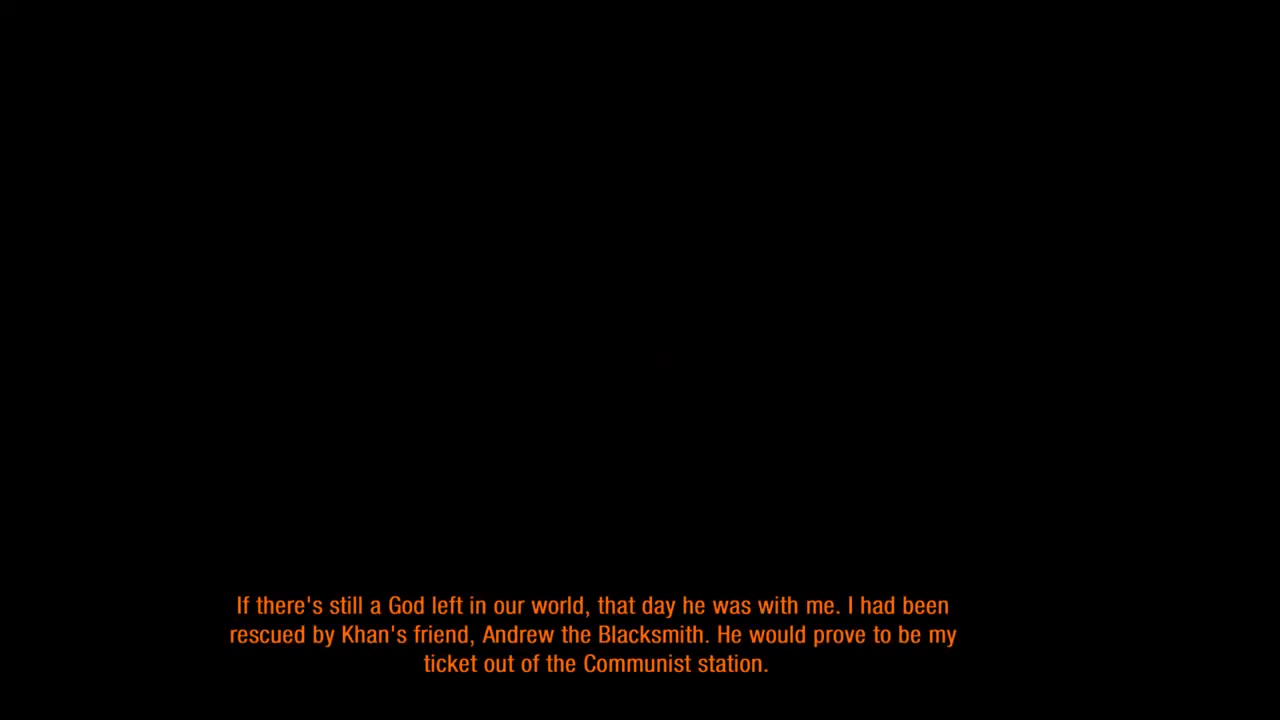 If there's still a God left in our world, that day he was with me. I had been
rescued by Khan's friend, Andrew the Blacksmith. He would prove to be my
ticket out of the Communist station.